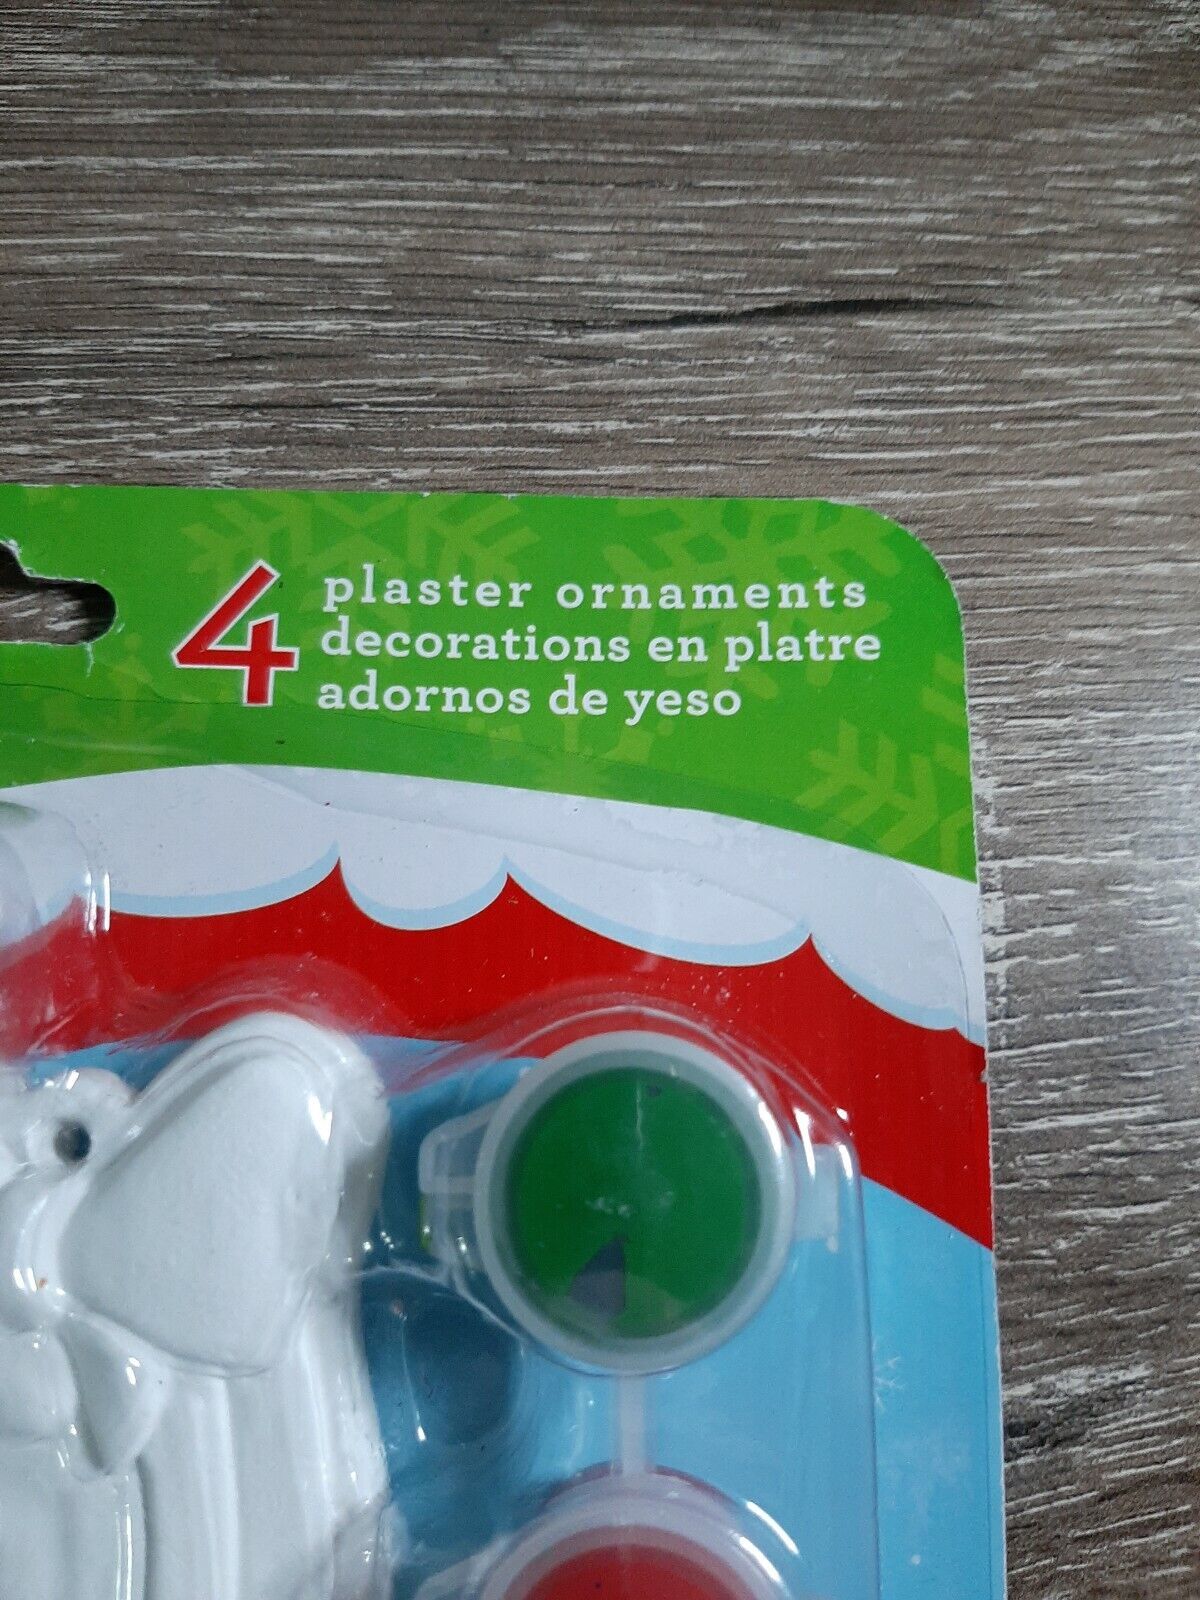 4 plaster ornaments
decorations en platre
adornos de yeso